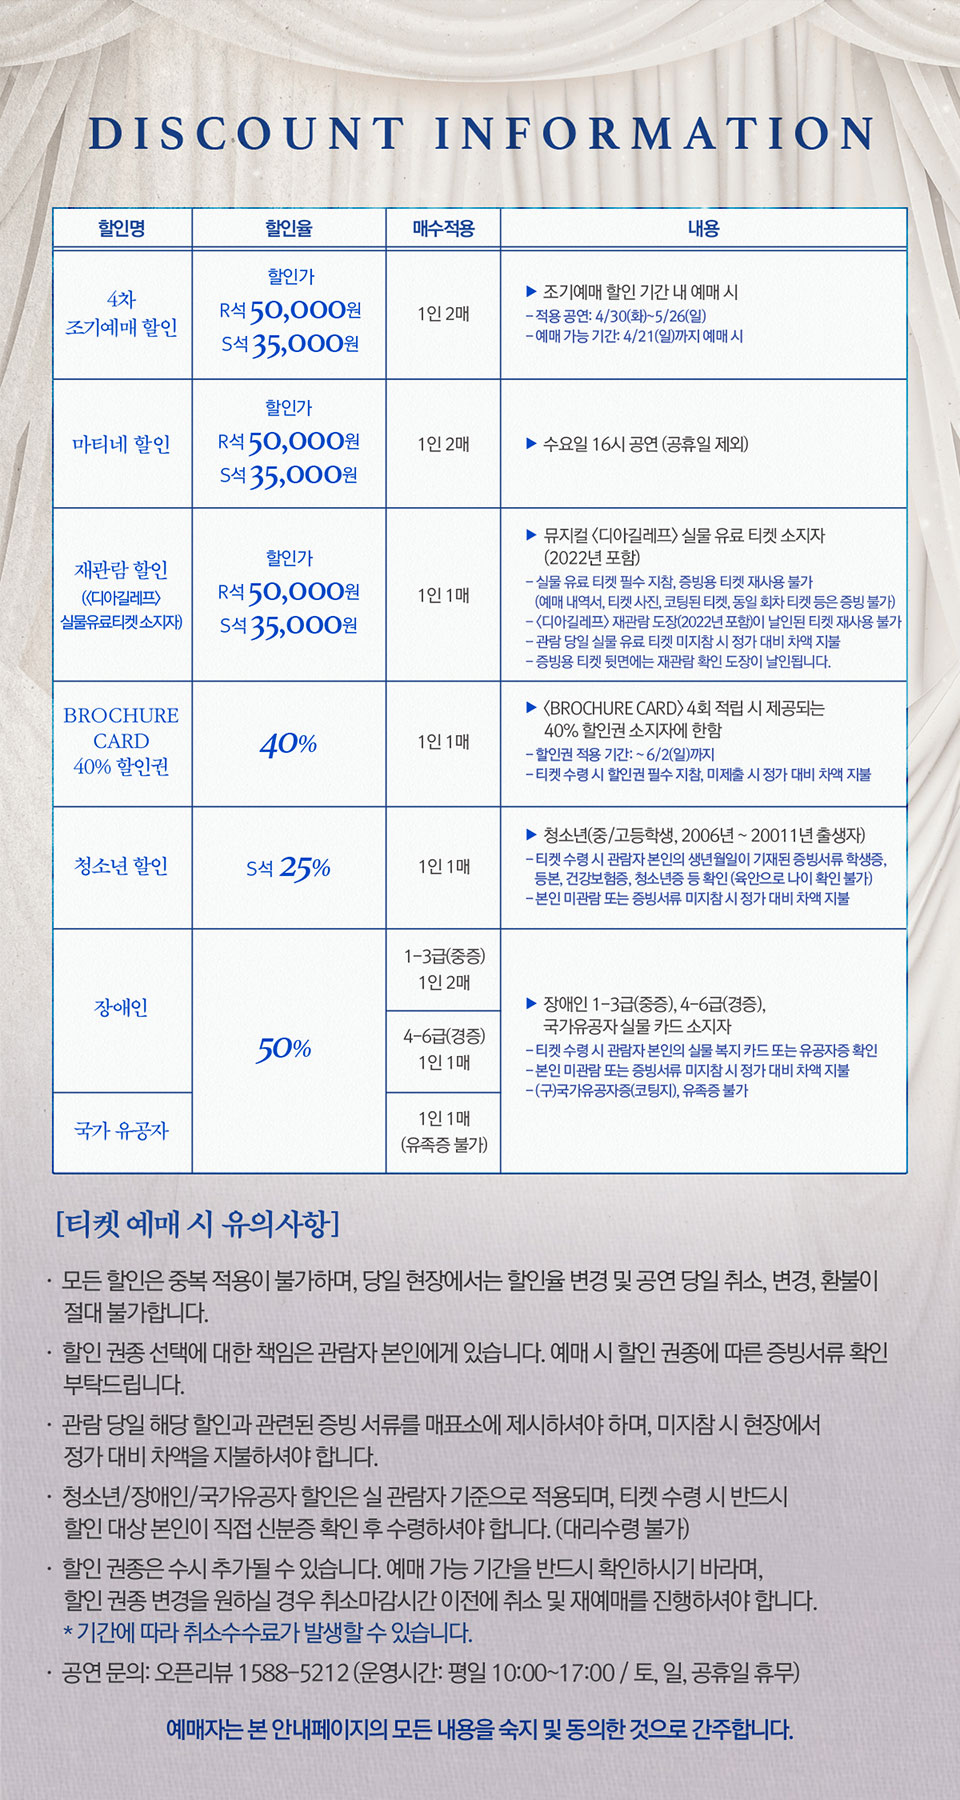 DISCOUNT INFORMATION
할인명 할인율 매수적용 내용
4차
조기예매 할인
할인가
R석 50,000원
S석 35,000원
1인 2매
▶ 조기예매 할인 기간 내 예매 시
- 적용 공연: 4/30(화)~5/26(일)
- 예매 가능 기간: 4/21(일)까지 예매 시
마티네 할인
할인가
R석 50,000원
S석 35,000원
1인 2매
▶ 수요일 16시 공연 (공휴일 제외)
재관람 할인
(〈디아길레프〉
실물유료티켓 소지자)
할인가
R석 50,000원
S석 35,000원
1인 1매
▶ 뮤지컬 〈디아길레프〉 실물 유료 티켓 소지자
(2022년 포함)
- 실물 유료 티켓 필수 지참, 증빙용 티켓 재사용 불가
(예매 내역서, 티켓 사진, 코팅된 티켓, 동일 회차 티켓 등은 증빙 불가)
- 〈디아길레프〉 재관람 도장(2022년 포함)이 날인된 티켓 재사용 불가
- 관람 당일 실물 유료 티켓 미지참 시 정가 대비 차액 지불
- 증빙용 티켓 뒷면에는 재관람 확인 도장이 날인됩니다.
BROCHURE
CARD
40% 할인권
40%
1인 1매
▶ 〈BROCHURE CARD〉 4회 적립 시 제공되는
40% 할인권 소지자에 한함
- 할인권 적용 기간: ~ 6/2(일)까지
- 티켓 수령 시 할인권 필수 지참, 미제출 시 정가 대비 차액 지불
청소년 할인
S석 25%
1인 1매
▶ 청소년(중/고등학생, 2006년 ~ 20011년 출생자)
- 티켓 수령 시 관람자 본인의 생년월일이 기재된 증빙서류 학생증,
등본, 건강보험증, 청소년증 등 확인 (육안으로 나이 확인 불가)
- 본인 미관람 또는 증빙서류 미지참 시 정가 대비 차액 지불
장애인
국가 유공자
50%
1-3급(중증)
1인 2매
4-6급(경증)
1인 1매
1인 1매
(유족증 불가)
▶ 장애인 1-3급(중증), 4-6급(경증),
국가유공자 실물 카드 소지자
- 티켓 수령 시 관람자 본인의 실물 복지 카드 또는 유공자증 확인
- 본인 미관람 또는 증빙서류 미지참 시 정가 대비 차액 지불
- (구)국가유공자증(코팅지), 유족증 불가
[티켓 예매 시 유의사항]
· 모든 할인은 중복 적용이 불가하며, 당일 현장에서는 할인율 변경 및 공연 당일 취소, 변경, 환불이
절대 불가합니다.
· 할인 권종 선택에 대한 책임은 관람자 본인에게 있습니다. 예매 시 할인 권종에 따른 증빙서류 확인
부탁드립니다.
· 관람 당일 해당 할인과 관련된 증빙 서류를 매표소에 제시하셔야 하며, 미지참 시 현장에서
정가 대비 차액을 지불하셔야 합니다.
· 청소년/장애인/국가유공자 할인은 실 관람자 기준으로 적용되며, 티켓 수령 시 반드시
할인 대상 본인이 직접 신분증 확인 후 수령하셔야 합니다. (대리수령 불가)
· 할인 권종은 수시 추가될 수 있습니다. 예매 가능 기간을 반드시 확인하시기 바라며,
할인 권종 변경을 원하실 경우 취소마감시간 이전에 취소 및 재예매를 진행하셔야 합니다.
* 기간에 따라 취소수수료가 발생할 수 있습니다.
· 공연 문의: 오픈리뷰 1588-5212 (운영시간: 평일 10:00~17:00 / 토, 일, 공휴일 휴무)
예매자는 본 안내페이지의 모든 내용을 숙지 및 동의한 것으로 간주합니다.